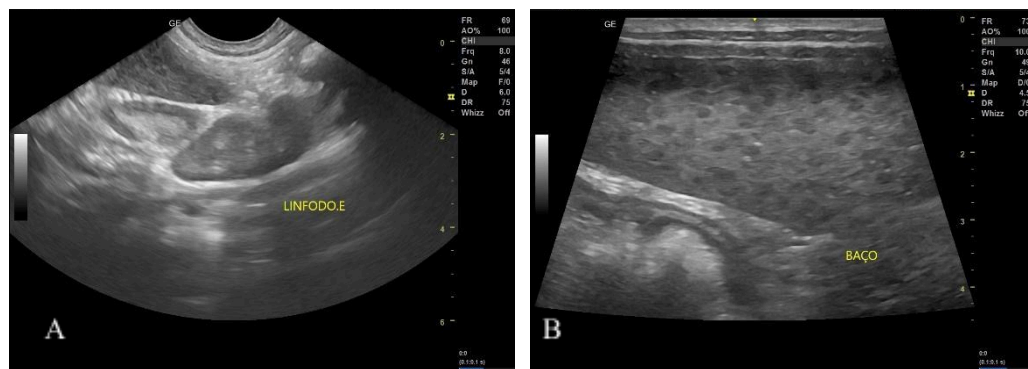 GE
FR 69
AO% 100
CHI
Frq 8.0
Gn 46
S/A 5/4
Map F/0
D 6.0
DR 75
Whizz Off
0
2
4
6
LINFODO.E
A
GE
FR
AO% 100
CHI
Frq 10.0
Gn
S/A 5/4
Map
D
DR 75
Whizz Off
0
1
2
3
4
BAÇO
B